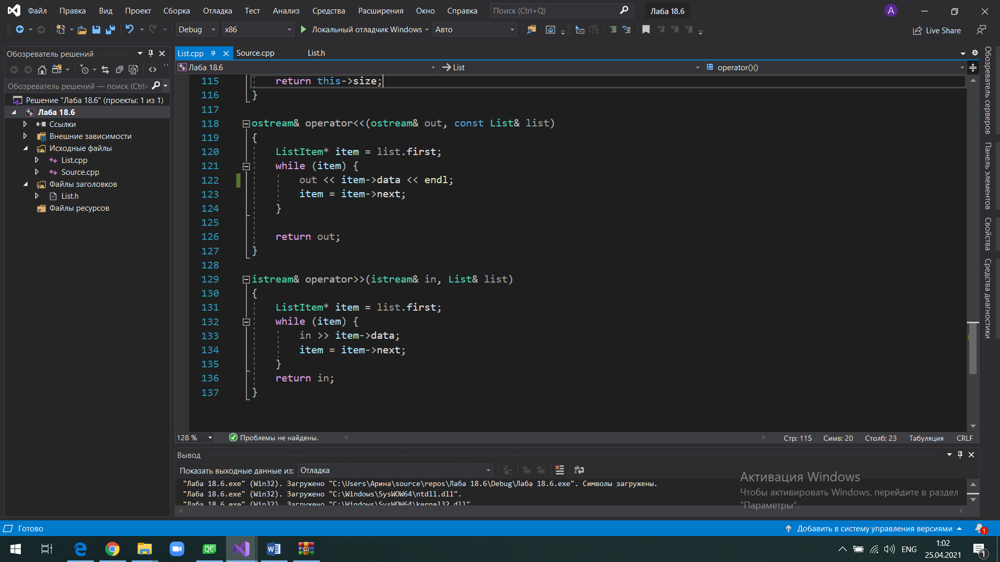 Файл Правка Вид Проект Сборка Отладка Тест Анализ Средства Расширения Окно Справка Поиск (Ctrl+Q) Лаба 18.6 A
Debug x86 Локальный отладчик Windows Авто Live Share
Обозреватель решений
Обозреватель решений — поиск (Ctrl+
Решение "Лаба 18.6" (проекты: 1 из 1)
Лаба 18.6
Ссылки
Внешние зависимости
Исходные файлы
List.cpp
Source.cpp
Файлы заголовков
List.h
Файлы ресурсов
List.cpp Source.cpp List.h
Лаба 18.6 List operator()()
115 return this->size;
116 }
117
118 ostream& operator<<(ostream& out, const List& list)
119 {
120 ListItem* item = list.first;
121 while (item) {
122 out << item->data << endl;
123 item = item->next;
124 }
125
126 return out;
127 }
128
129 istream& operator>>(istream& in, List& list)
130 {
131 ListItem* item = list.first;
132 while (item) {
133 in >> item->data;
134 item = item->next;
135 }
136 return in;
137 }
128 % Проблемы не найдены. Стр: 115 Симв: 20 Столб: 23 Табуляция CRLF
Вывод
Показать выходные данные из: Отладка
"Лаба 18.6.exe" (Win32). Загружено "C:\Users\Арина\source\repos\Лаба 18.6\Debug\Лаба 18.6.exe". Символы загружены.
"Лаба 18.6.exe" (Win32). Загружено "C:\Windows\SysWOW64\ntdll.dll".
"Лаба 18.6.exe" (Win32). Загружено "C:\Windows\SysWOW64\kernel32.dll"
Активация Windows
Чтобы активировать Windows, перейдите в раздел
"Параметры".
Обозреватель серверов
Панель элементов
Свойства
Средства диагностики
Готово Добавить в систему управления версиями 1
QC ENG 1:02
25.04.2021 1